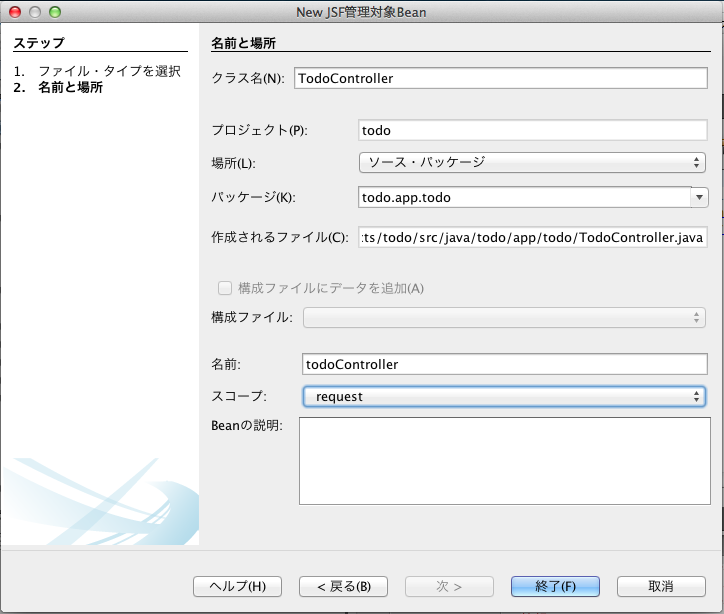 New JSF管理対象Bean
ステップ
1. ファイル・タイプを選択
2. 名前と場所
名前と場所
クラス名(N): TodoController
プロジェクト(P): todo
場所(L): ソース・パッケージ
パッケージ(K): todo.app.todo
作成されるファイル(C): :ts/todo/src/java/todo/app/todo/TodoController.java
構成ファイルにデータを追加(A)
構成ファイル:
名前: todoController
スコープ: request
Beanの説明:
ヘルプ(H) < 戻る(B) 次 > 終了(F) 取消